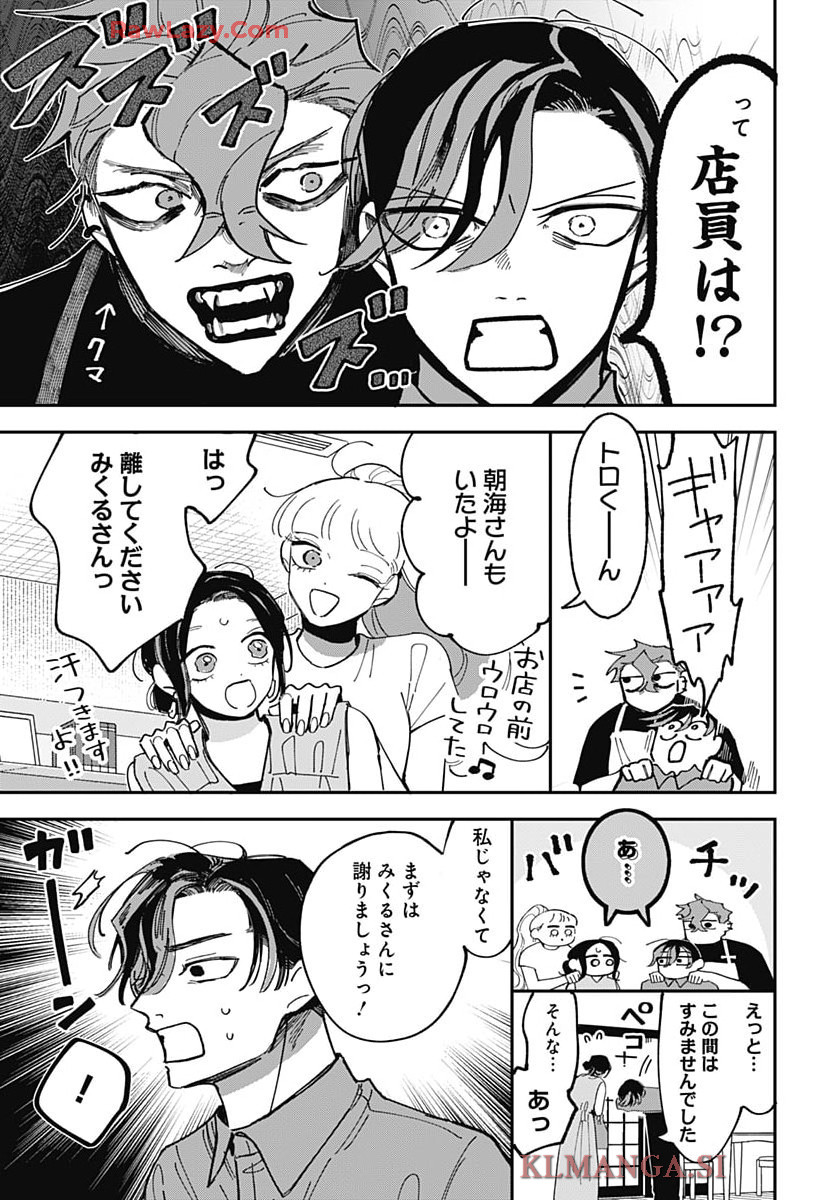 RawLazy.Com
って
店員は!?
ズズズ
ズズ
↑クマ
ギャーアァァ
トロくーーん
朝海さんも
いたよーー
お店の前
ウロウロ
してた♪
はっ
離してください
みくるさんっ
汗つきます
よ!!
バチッ
あ…
えっと…
この間は
すみませんでした
ペコ
そんな…
あっ
私じゃなくて
まずは
みくるさんに
謝りましょうっ!
ガーン
!
KLMANGA.SI